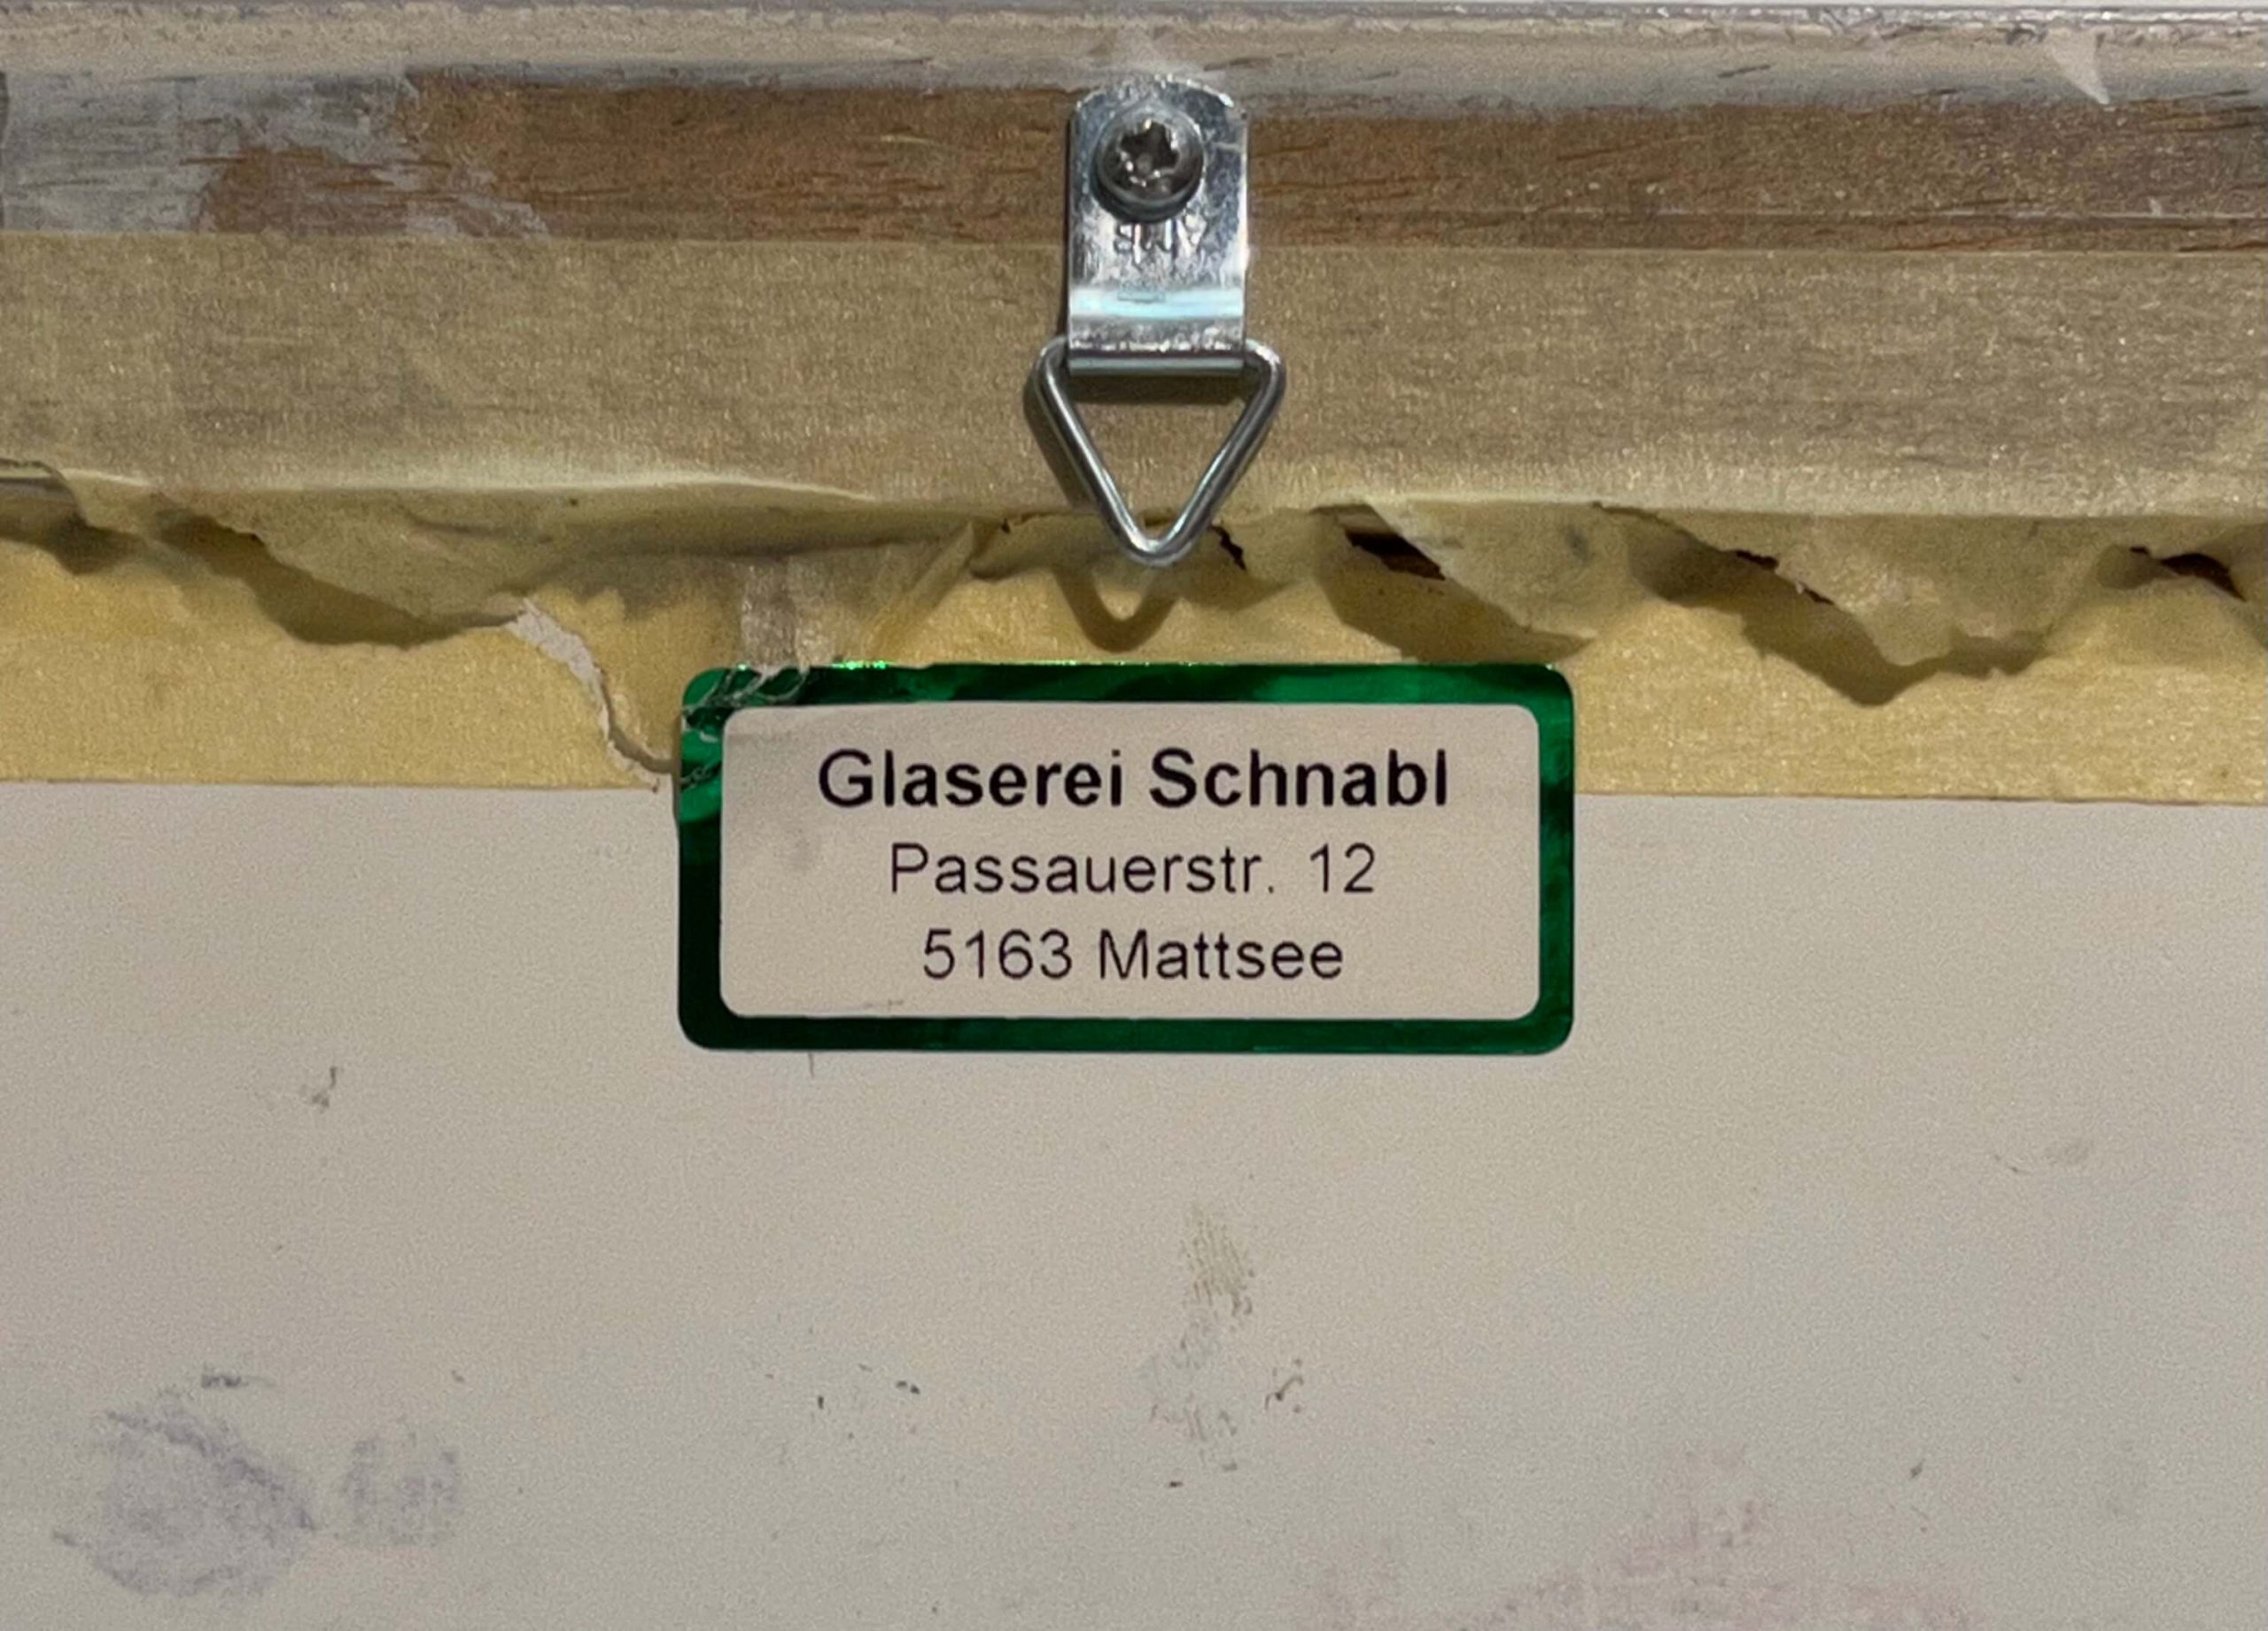 Glaserei Schnabl
Passauerstr. 12
5163 Mattsee